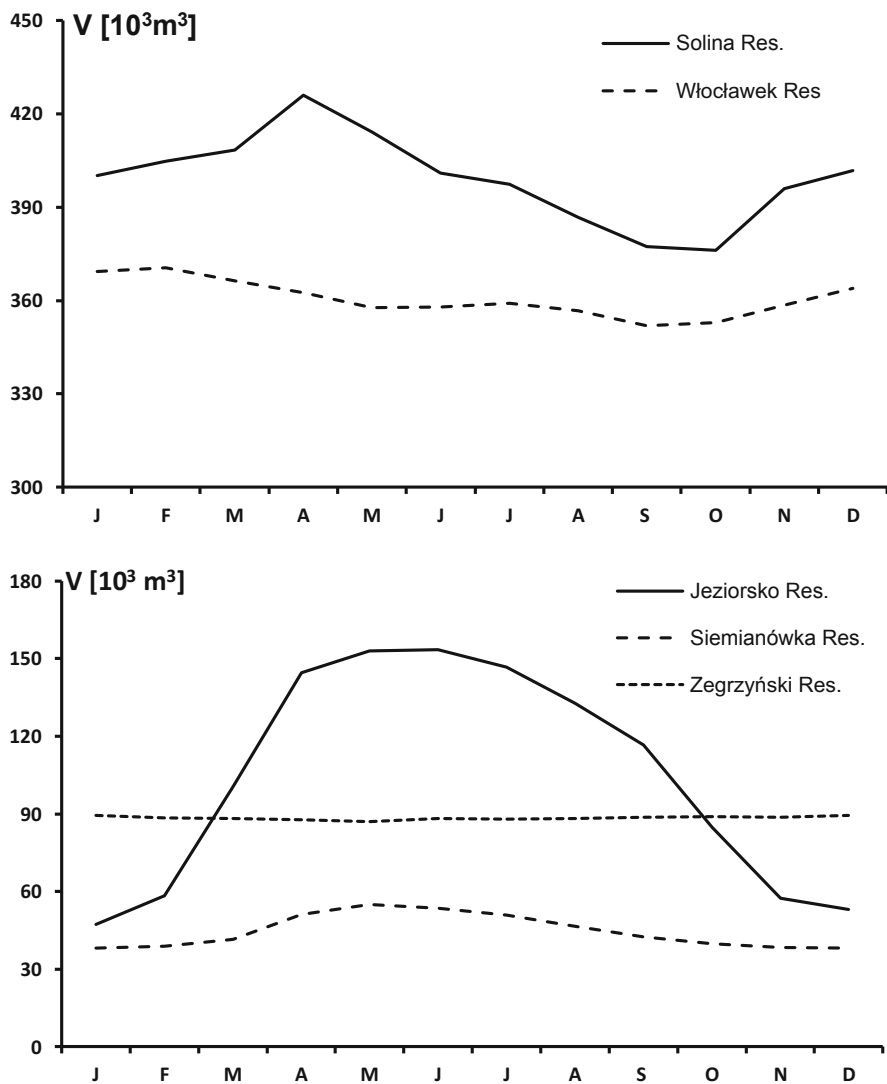 V [10³m³]
450
420
390
360
330
300
Solina Res.
Włocławek Res
J F M A M J J A S O N D
V [10³ m³]
180
150
120
90
60
30
0
Jeziorsko Res.
Siemianówka Res.
Zegrzyński Res.
J F M A M J J A S O N D